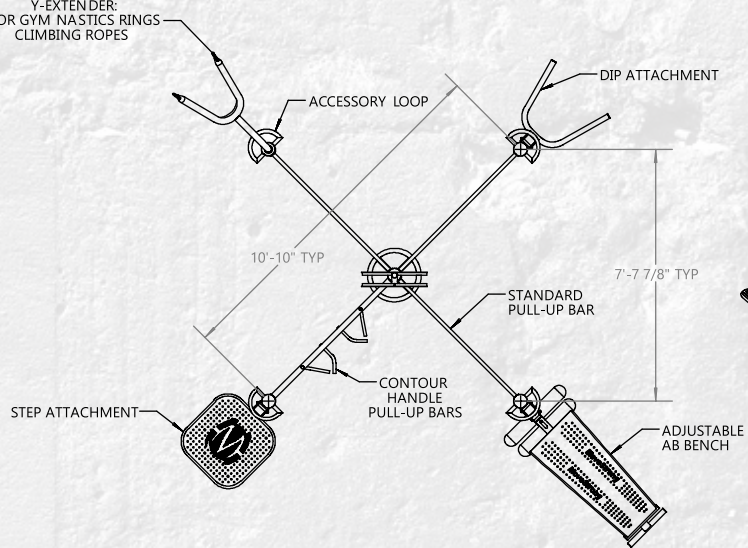 Y-EXTENDER:
OR GYM NASTICS RINGS
CLIMBING ROPES
DIP ATTACHMENT
ACCESSORY LOOP
10'-10" TYP
7'-7 7/8" TYP
STANDARD
PULL-UP BAR
CONTOUR
HANDLE
PULL-UP BARS
STEP ATTACHMENT
ADJUSTABLE
AB BENCH